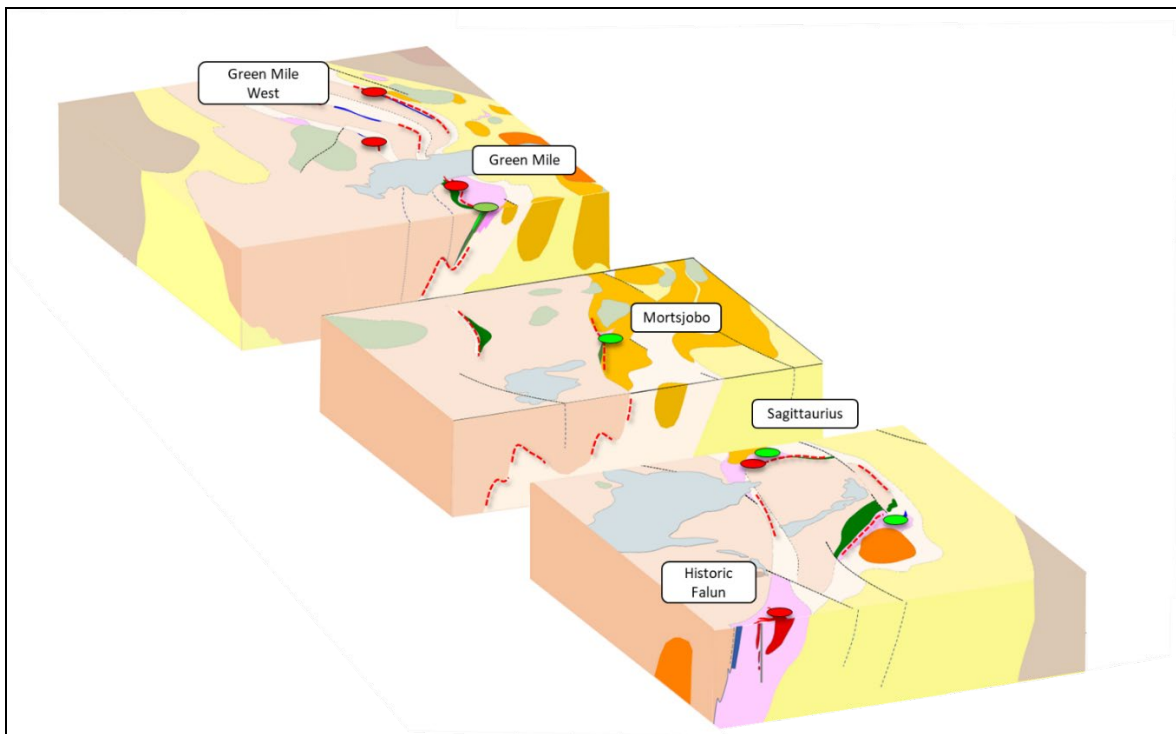 Green Mile
West
Green Mile
Mortsjobo
Sagittaurius
Historic
Falun